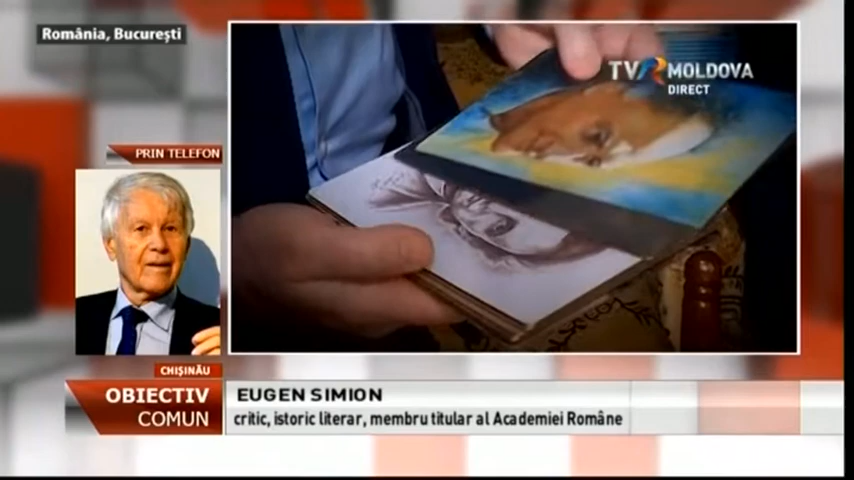 România, București
TVR MOLDOVA
DIRECT
PRIN TELEFON
CHIȘINĂU
OBIECTIV
COMUN
EUGEN SIMION
critic, istoric literar, membru titular al Academiei Române